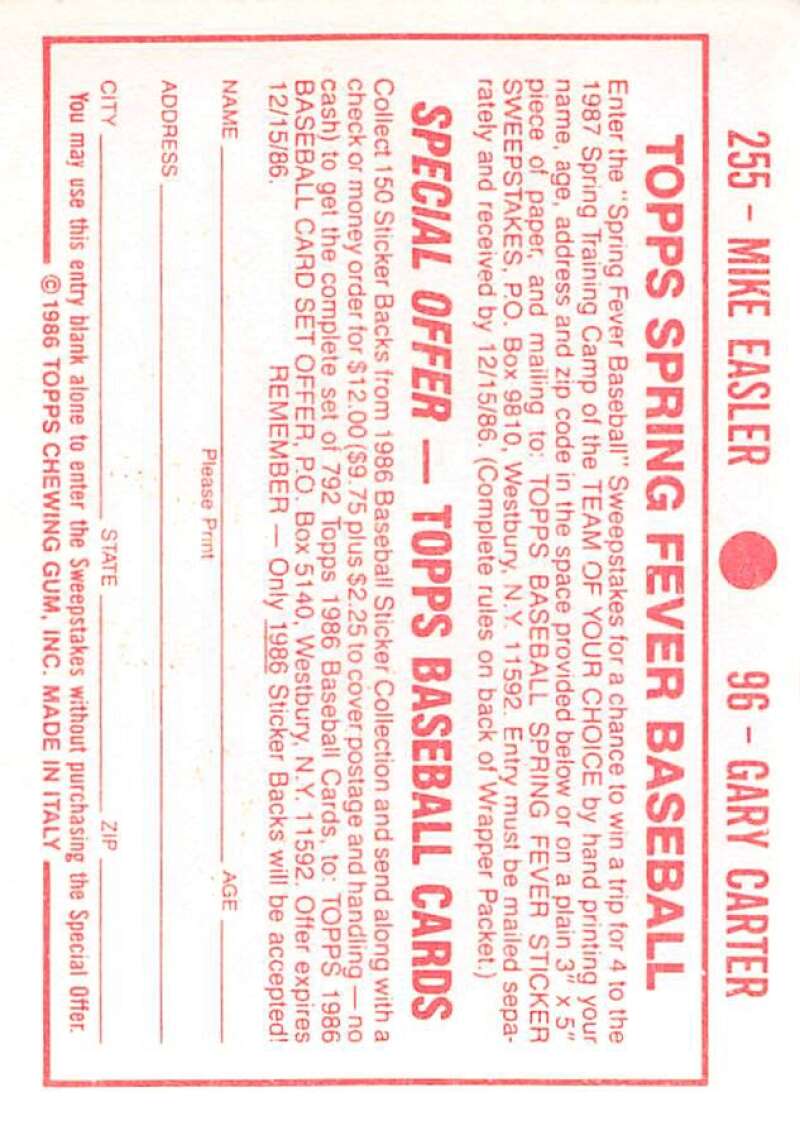 255 - MIKE EASLER 96 - GARY CARTER
TOPPS SPRING FEVER BASEBALL
Enter the "Spring Fever Baseball" Sweepstakes for a chance to win a trip for 4 to the
1987 Spring Training Camp of the TEAM OF YOUR CHOICE by hand printing your
name, age, address and zip code in the space provided below or on a plain 3" x 5"
piece of paper, and mailing to: TOPPS BASEBALL SPRING FEVER STICKER
SWEEPSTAKES, P.O. Box 9810, Westbury, N.Y. 11592. Entry must be mailed sepa-
rately and received by 12/15/86. (Complete rules on back of Wrapper Packet.)
SPECIAL OFFER — TOPPS BASEBALL CARDS
Collect 150 Sticker Backs from 1986 Baseball Sticker Collection and send along with a
check or money order for $12.00 ($9.75 plus $2.25 to cover postage and handling — no
cash) to get the complete set of 792 Topps 1986 Baseball Cards, to: TOPPS 1986
BASEBALL CARD SET OFFER, P.O. Box 5140, Westbury, N.Y. 11592. Offer expires
12/15/86. REMEMBER — Only 1986 Sticker Backs will be accepted!
NAME AGE
Please Print
ADDRESS
CITY STATE ZIP
You may use this entry blank alone to enter the Sweepstakes without purchasing the Special Offer.
© 1986 TOPPS CHEWING GUM, INC. MADE IN ITALY